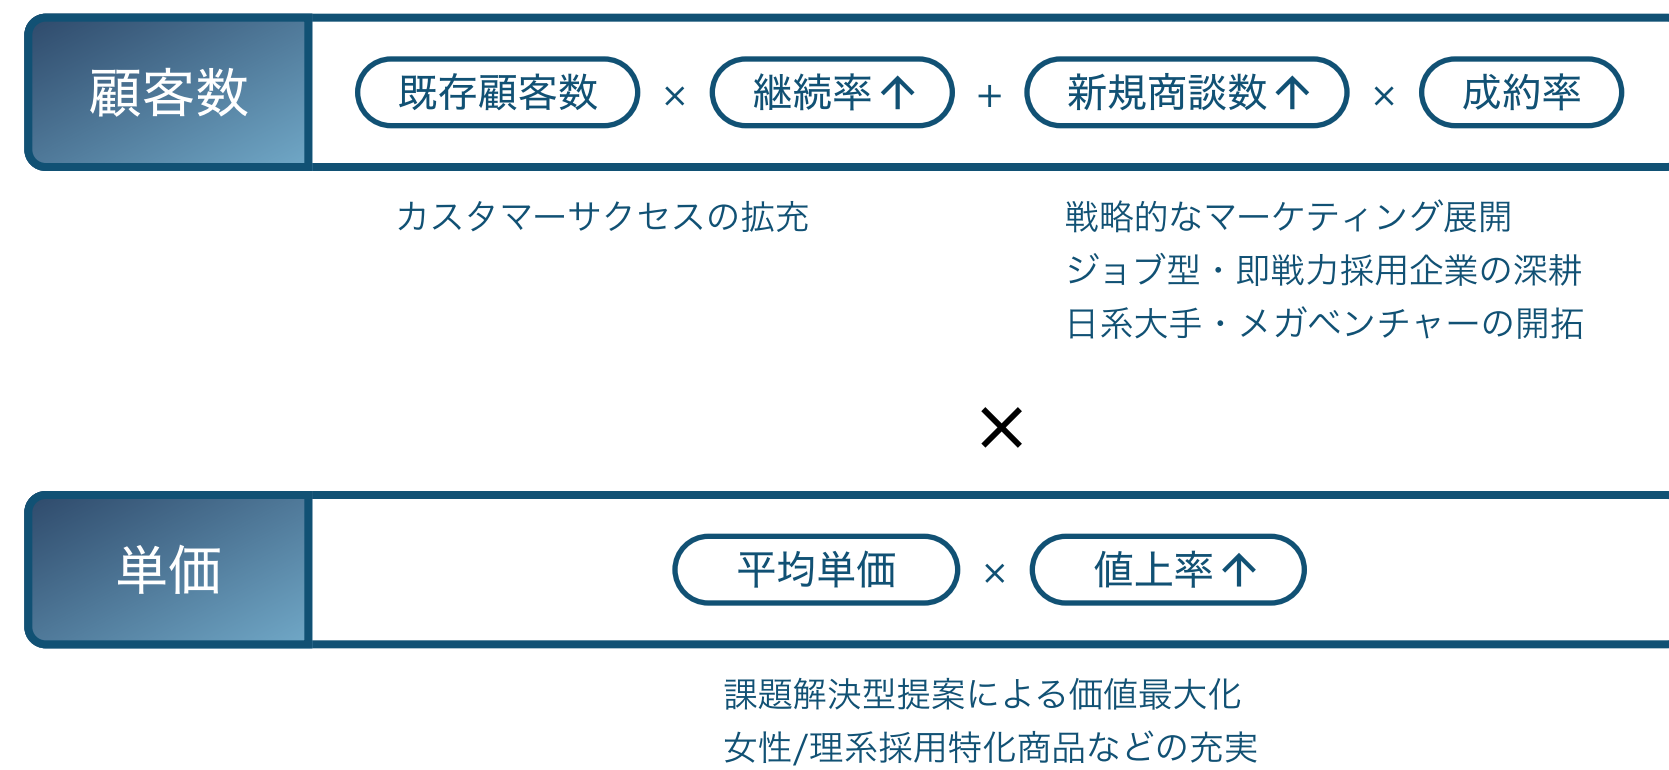 顧客数 既存顧客数 × 継続率↑ + 新規商談数↑ × 成約率
カスタマーサクセスの拡充
戦略的なマーケティング展開
ジョブ型・即戦力採用企業の深耕
日系大手・メガベンチャーの開拓
×
単価 平均単価 × 値上率↑
課題解決型提案による価値最大化
女性/理系採用特化商品などの充実